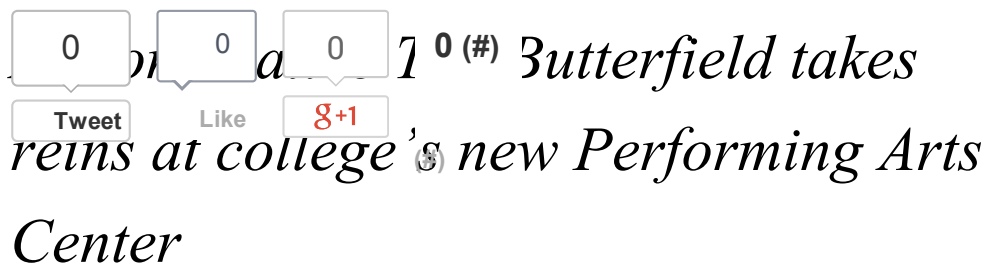 0 0 0 0 (#)
Butterfield takes
Tweet Like g+1
reins at college's new Performing Arts
(#)
Center